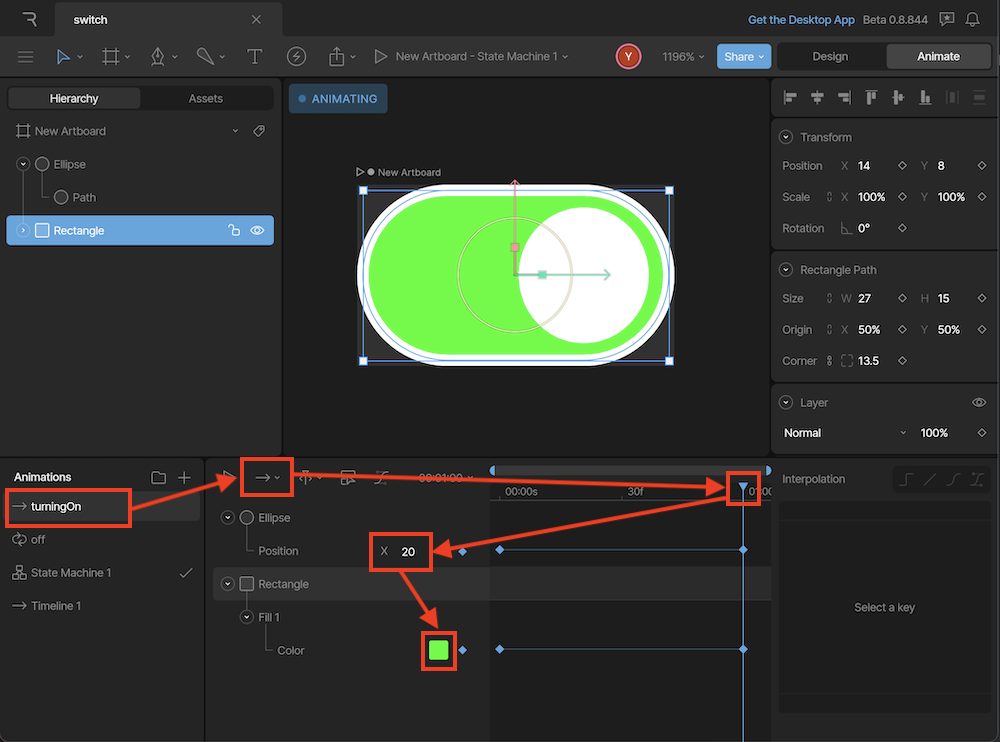 switch
Get the Desktop App Beta 0.8.844
New Artboard - State Machine 1
Y
1196%
Share
Design
Animate
Hierarchy
Assets
New Artboard
Ellipse
Path
Rectangle
ANIMATING
New Artboard
Transform
Position X 14 Y 8
Scale X 100% Y 100%
Rotation 0°
Rectangle Path
Size W 27 H 15
Origin X 50% Y 50%
Corner 13.5
Layer
Normal 100%
Animations
turningOn
off
State Machine 1
Timeline 1
00:01:00
00:00s
30f
01:00
Ellipse
Position X 20
Rectangle
Fill 1
Color
Interpolation
Select a key